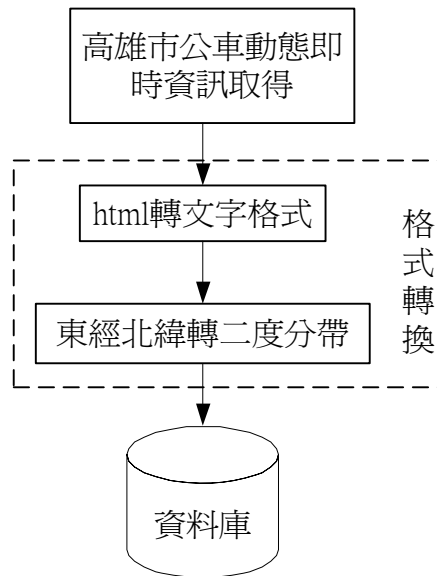 高雄市公車動態即
時資訊取得
html轉文字格式
格
式
轉
換
東經北緯轉二度分帶
資料庫